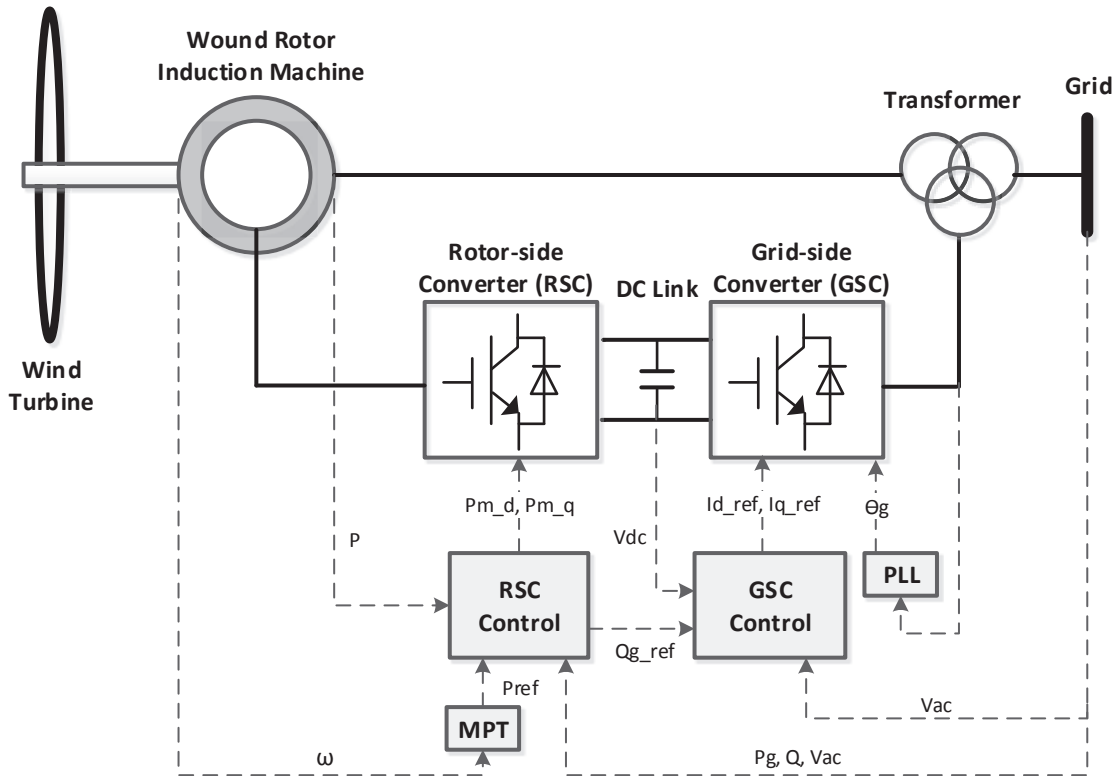 Wound Rotor
Induction Machine
Transformer
Grid
Rotor-side
Converter (RSC)
DC Link
Grid-side
Converter (GSC)
Wind
Turbine
Pm_d, Pm_q
Id_ref, Iq_ref
Өg
P
Vdc
RSC
Control
GSC
Control
PLL
Qg_ref
Pref
MPT
Vac
ω
Pg, Q, Vac